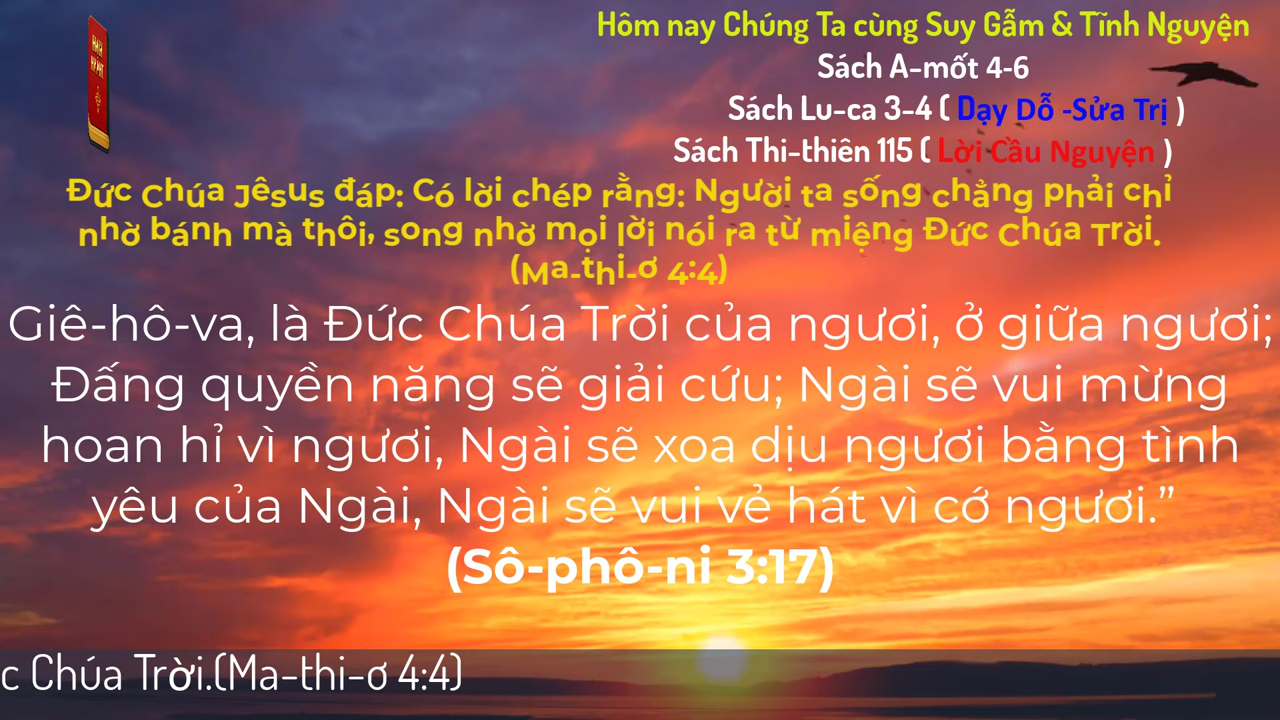 Hôm nay Chúng Ta cùng Suy Gẫm & Tĩnh Nguyện
Sách A-mốt 4-6
Sách Lu-ca 3-4 ( Dạy Dỗ -Sửa Trị )
Sách Thi-thiên 115 ( Lời Cầu Nguyện )
Đức Chúa Jêsus đáp: Có lời chép rằng: Người ta sống chẳng phải chỉ
nhờ bánh mà thôi, song nhờ mọi lời nói ra từ miệng Đức Chúa Trời.
(Ma-thi-ơ 4:4)
Giê-hô-va, là Đức Chúa Trời của ngươi, ở giữa ngươi;
Đấng quyền năng sẽ giải cứu; Ngài sẽ vui mừng
hoan hỉ vì ngươi, Ngài sẽ xoa dịu ngươi bằng tình
yêu của Ngài, Ngài sẽ vui vẻ hát vì cớ ngươi.”
(Sô-phô-ni 3:17)
c Chúa Trời.(Ma-thi-ơ 4:4)